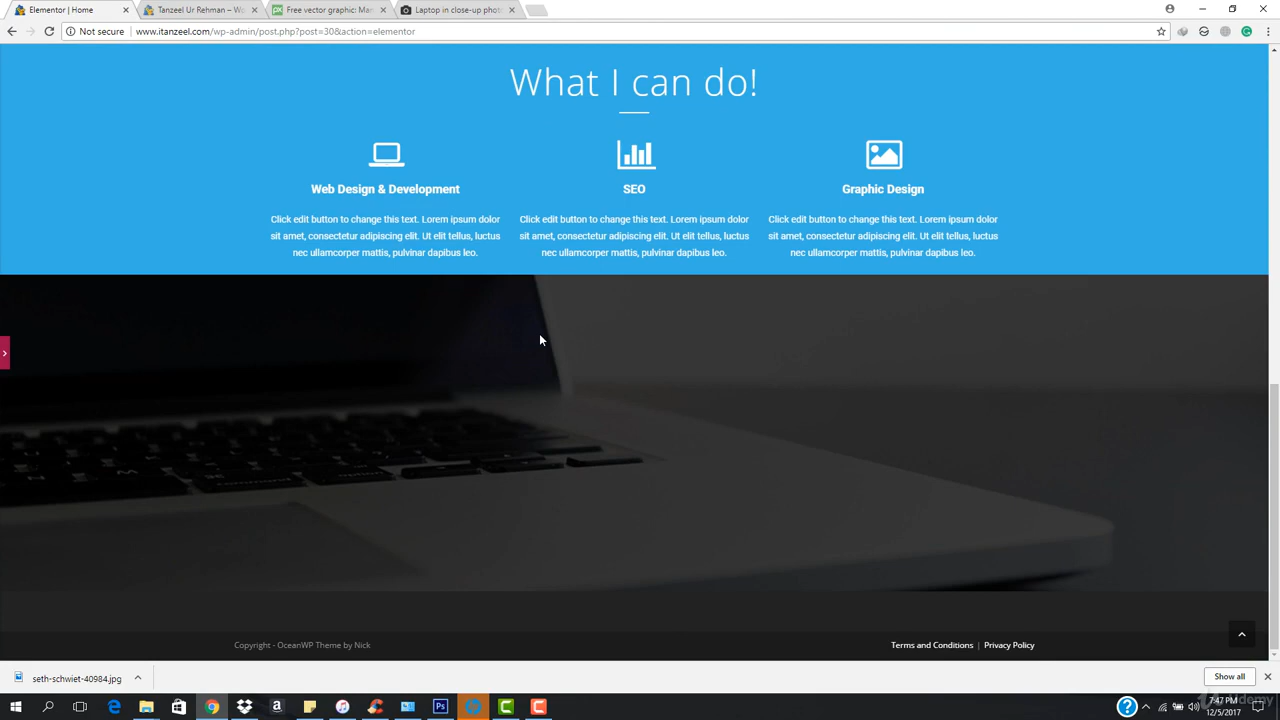 Elementor | Home
Tanzeel Ur Rehman – Wa
Free vector graphic: Man
Laptop in close-up phot
Not secure
www.itanzeel.com/wp-admin/post.php?post=30&action=elementor
What I can do!
Web Design & Development
Click edit button to change this text. Lorem ipsum dolor
sit amet, consectetur adipiscing elit. Ut elit tellus, luctus
nec ullamcorper mattis, pulvinar dapibus leo.
SEO
Click edit button to change this text. Lorem ipsum dolor
sit amet, consectetur adipiscing elit. Ut elit tellus, luctus
nec ullamcorper mattis, pulvinar dapibus leo.
Graphic Design
Click edit button to change this text. Lorem ipsum dolor
sit amet, consectetur adipiscing elit. Ut elit tellus, luctus
nec ullamcorper mattis, pulvinar dapibus leo.
command
option
Copyright - OceanWP Theme by Nick
Terms and Conditions | Privacy Policy
seth-schwiet-40984.jpg
Show all
Ps
7:47 PM
12/5/2017
Udemy